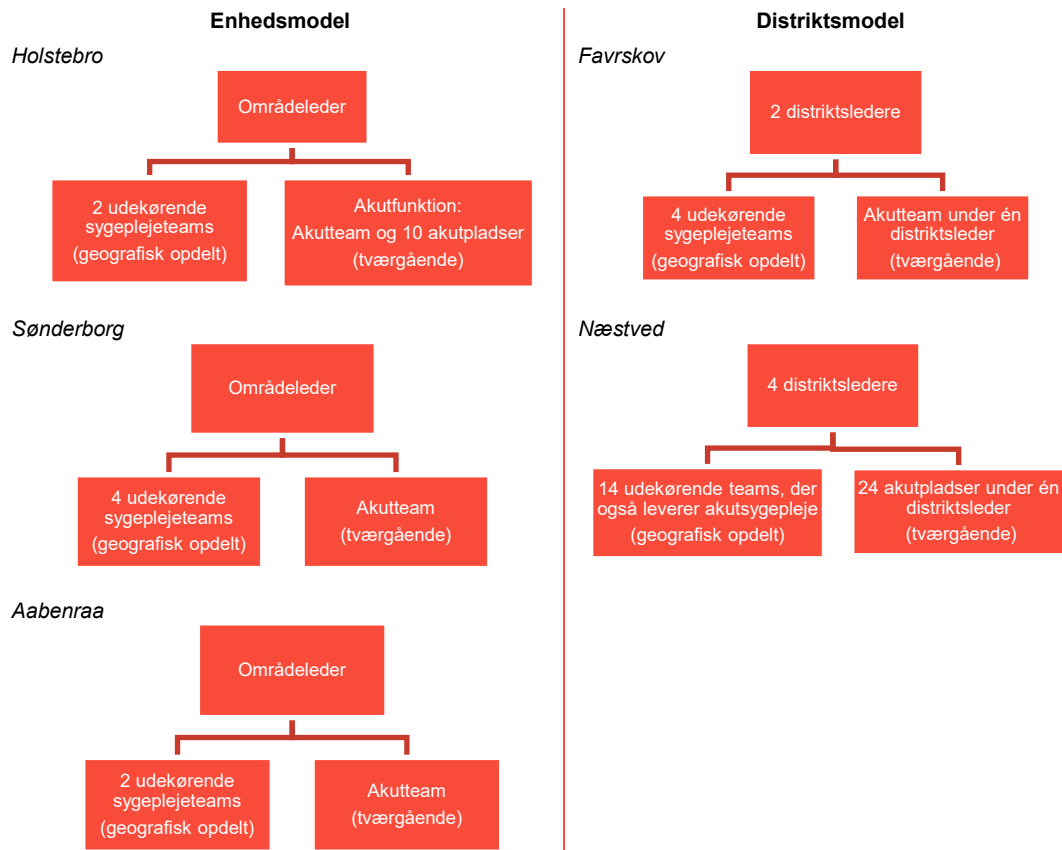 Enhedsmodel
Holstebro
Områdeleder
2 udekørende
sygeplejeteams
(geografisk opdelt)
Akutfunktion:
Akutteam og 10 akutpladser
(tværgående)
Sønderborg
Områdeleder
4 udekørende
sygeplejeteams
(geografisk opdelt)
Akutteam
(tværgående)
Aabenraa
Områdeleder
2 udekørende
sygeplejeteams
(geografisk opdelt)
Akutteam
(tværgående)
Distriktsmodel
Favrskov
2 distriktsledere
4 udekørende
sygeplejeteams
(geografisk opdelt)
Akutteam under én
distriktsleder
(tværgående)
Næstved
4 distriktsledere
14 udekørende teams, der
også leverer akutsygepleje
(geografisk opdelt)
24 akutpladser under én
distriktsleder
(tværgående)